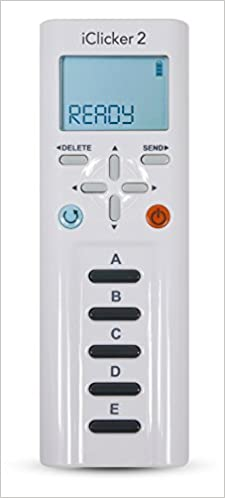 iClicker 2
READY
◄DELETE ▲ SEND►
◄ ►
▼
A
B
C
D
E